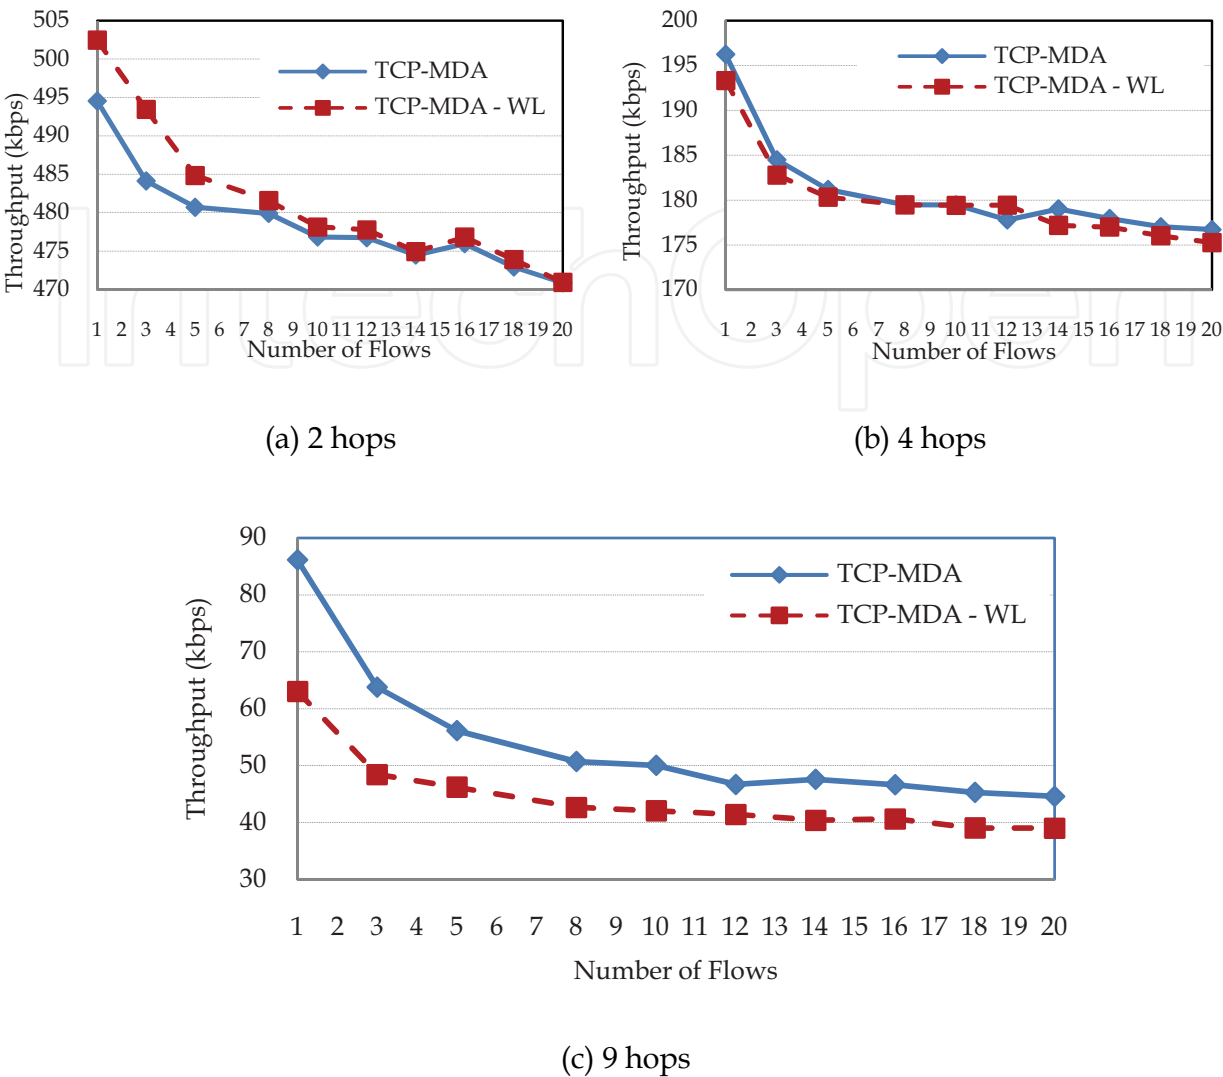 505
500
495
490
485
480
475
470
Throughput (kbps)
TCP-MDA
TCP-MDA - WL
1 2 3 4 5 6 7 8 9 10 11 12 13 14 15 16 17 18 19 20
Number of Flows
(a) 2 hops
200
195
190
185
180
175
170
Throughput (kbps)
TCP-MDA
TCP-MDA - WL
1 2 3 4 5 6 7 8 9 10 11 12 13 14 15 16 17 18 19 20
Number of Flows
(b) 4 hops
90
80
70
60
50
40
30
Throughput (kbps)
TCP-MDA
TCP-MDA - WL
1 2 3 4 5 6 7 8 9 10 11 12 13 14 15 16 17 18 19 20
Number of Flows
(c) 9 hops
IntechOpen